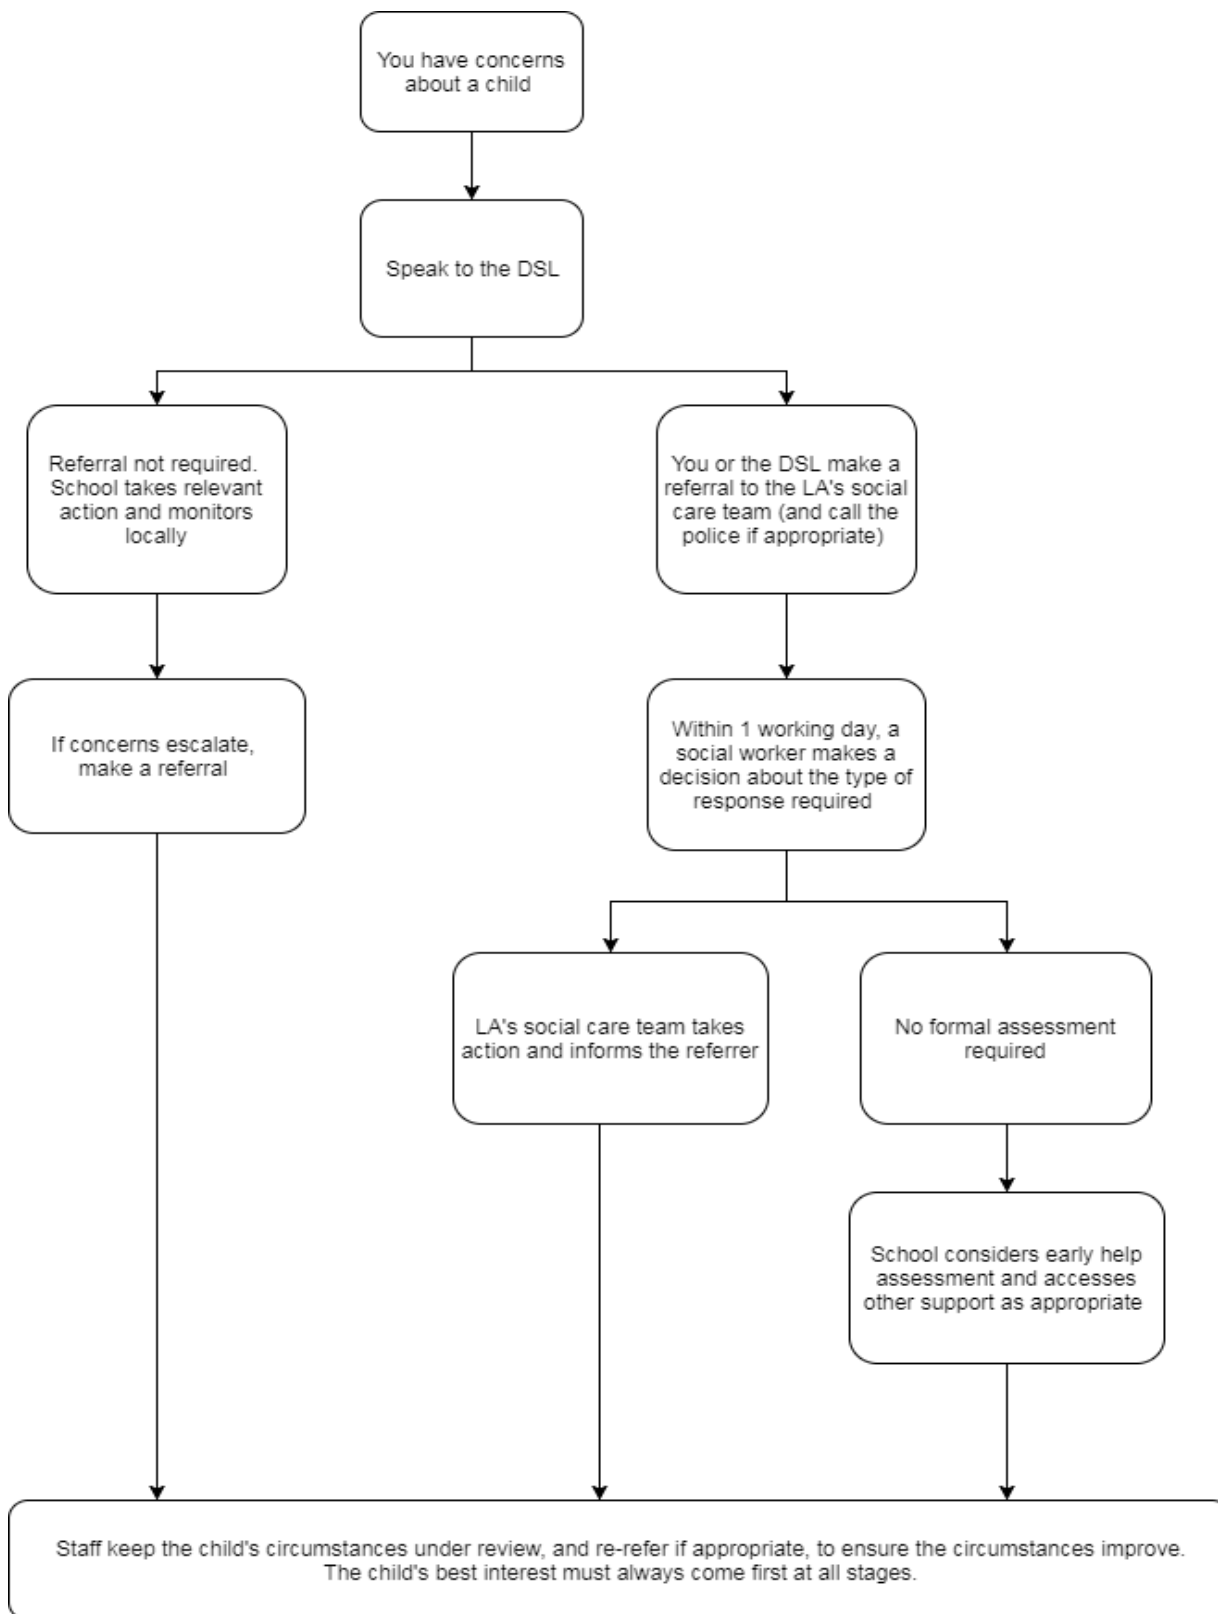 You have concerns
about a child
Speak to the DSL
Referral not required.
School takes relevant
action and monitors
locally
You or the DSL make a
referral to the LA's social
care team (and call the
police if appropriate)
If concerns escalate,
make a referral
Within 1 working day, a
social worker makes a
decision about the type of
response required
LA's social care team takes
action and informs the referrer
No formal assessment
required
School considers early help
assessment and accesses
other support as appropriate
Staff keep the child's circumstances under review, and re-refer if appropriate, to ensure the circumstances improve.
The child's best interest must always come first at all stages.